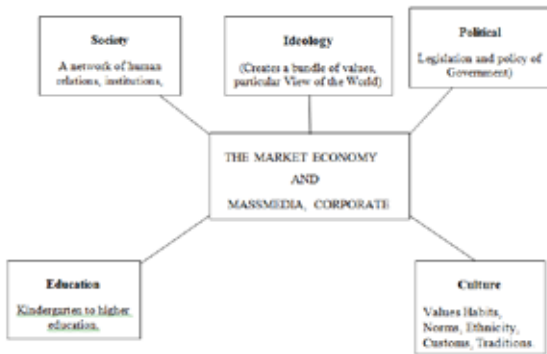 Society
A network of human
relations, institutions,
Ideology
(Creates a bundle of values,
particular View of the World)
Political
Legislation and policy of
Government)
THE MARKET ECONOMY
AND
MASSMEDIA, CORPORATE
Education
Kindergarten to higher
education,
Culture
Values Habits,
Norms, Ethnicity,
Customs, Traditions